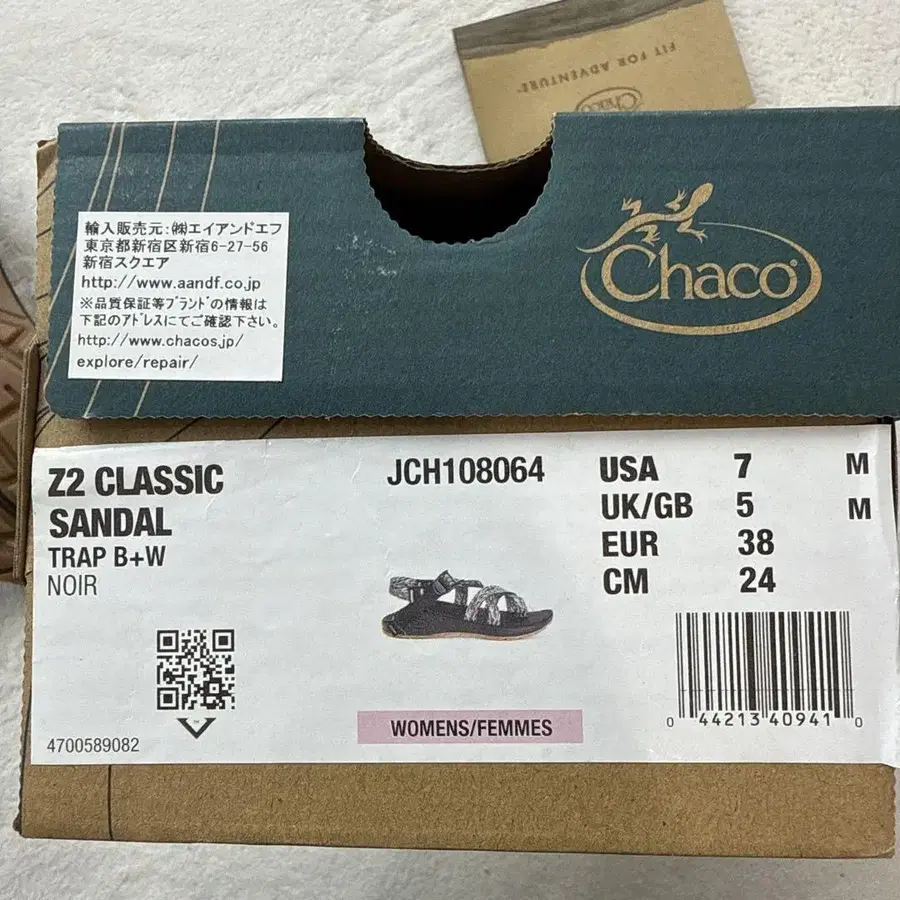 FIT FOR ADVENTURE™
Chaco
輸入販売元:㈱エイアンドエフ
東京都新宿区新宿6-27-56
新宿スクエア
http://www.aandf.co.jp
※品質保証等ブランドの情報は
下記のアドレスにてご確認下さい。
http://www.chacos.jp/
explore/repair/
Chaco®
Z2 CLASSIC
SANDAL
TRAP B+W
NOIR
JCH108064
USA 7 M
UK/GB 5 M
EUR 38
CM 24
WOMENS/FEMMES
4700589082
0 44213 40941 0